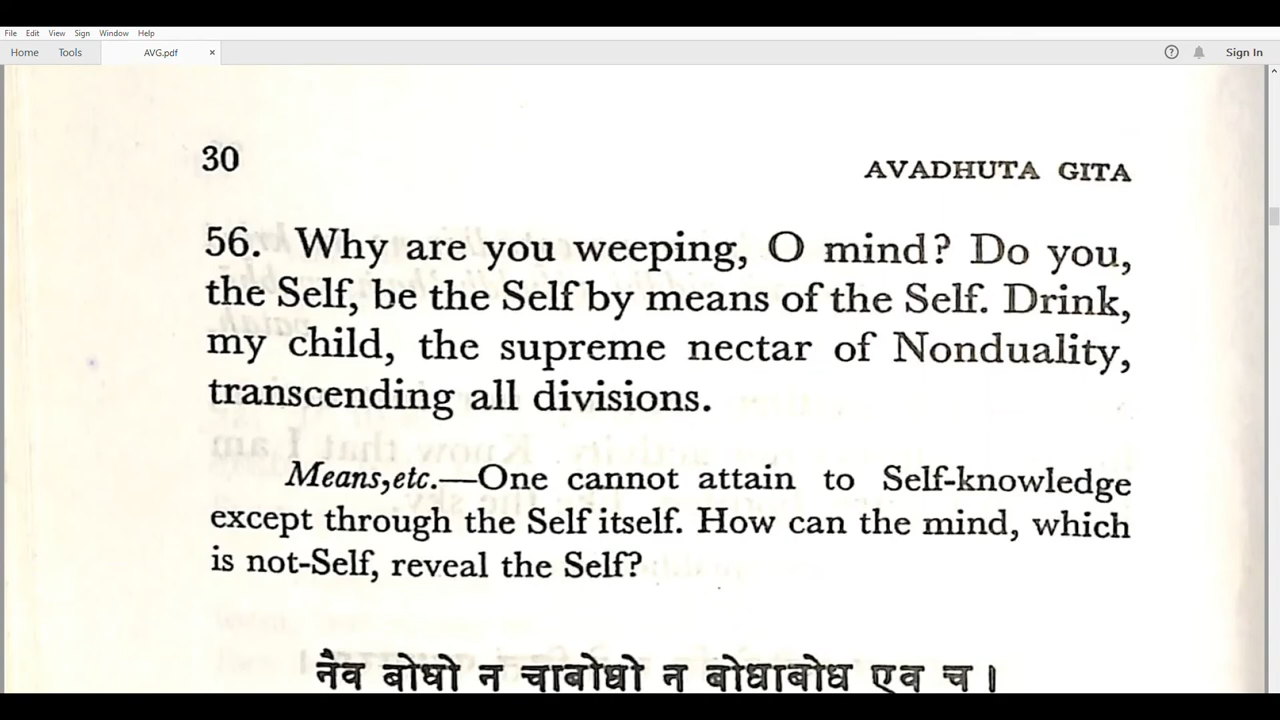 File Edit View Sign Window Help
Home Tools AVG.pdf × ? Sign In
30 AVADHUTA GITA
56. Why are you weeping, O mind? Do you,
the Self, be the Self by means of the Self. Drink,
my child, the supreme nectar of Nonduality,
transcending all divisions.
Means,etc.—One cannot attain to Self-knowledge
except through the Self itself. How can the mind, which
is not-Self, reveal the Self?
नैव बोधो न चाबोधो न बोधाबोध एव च।